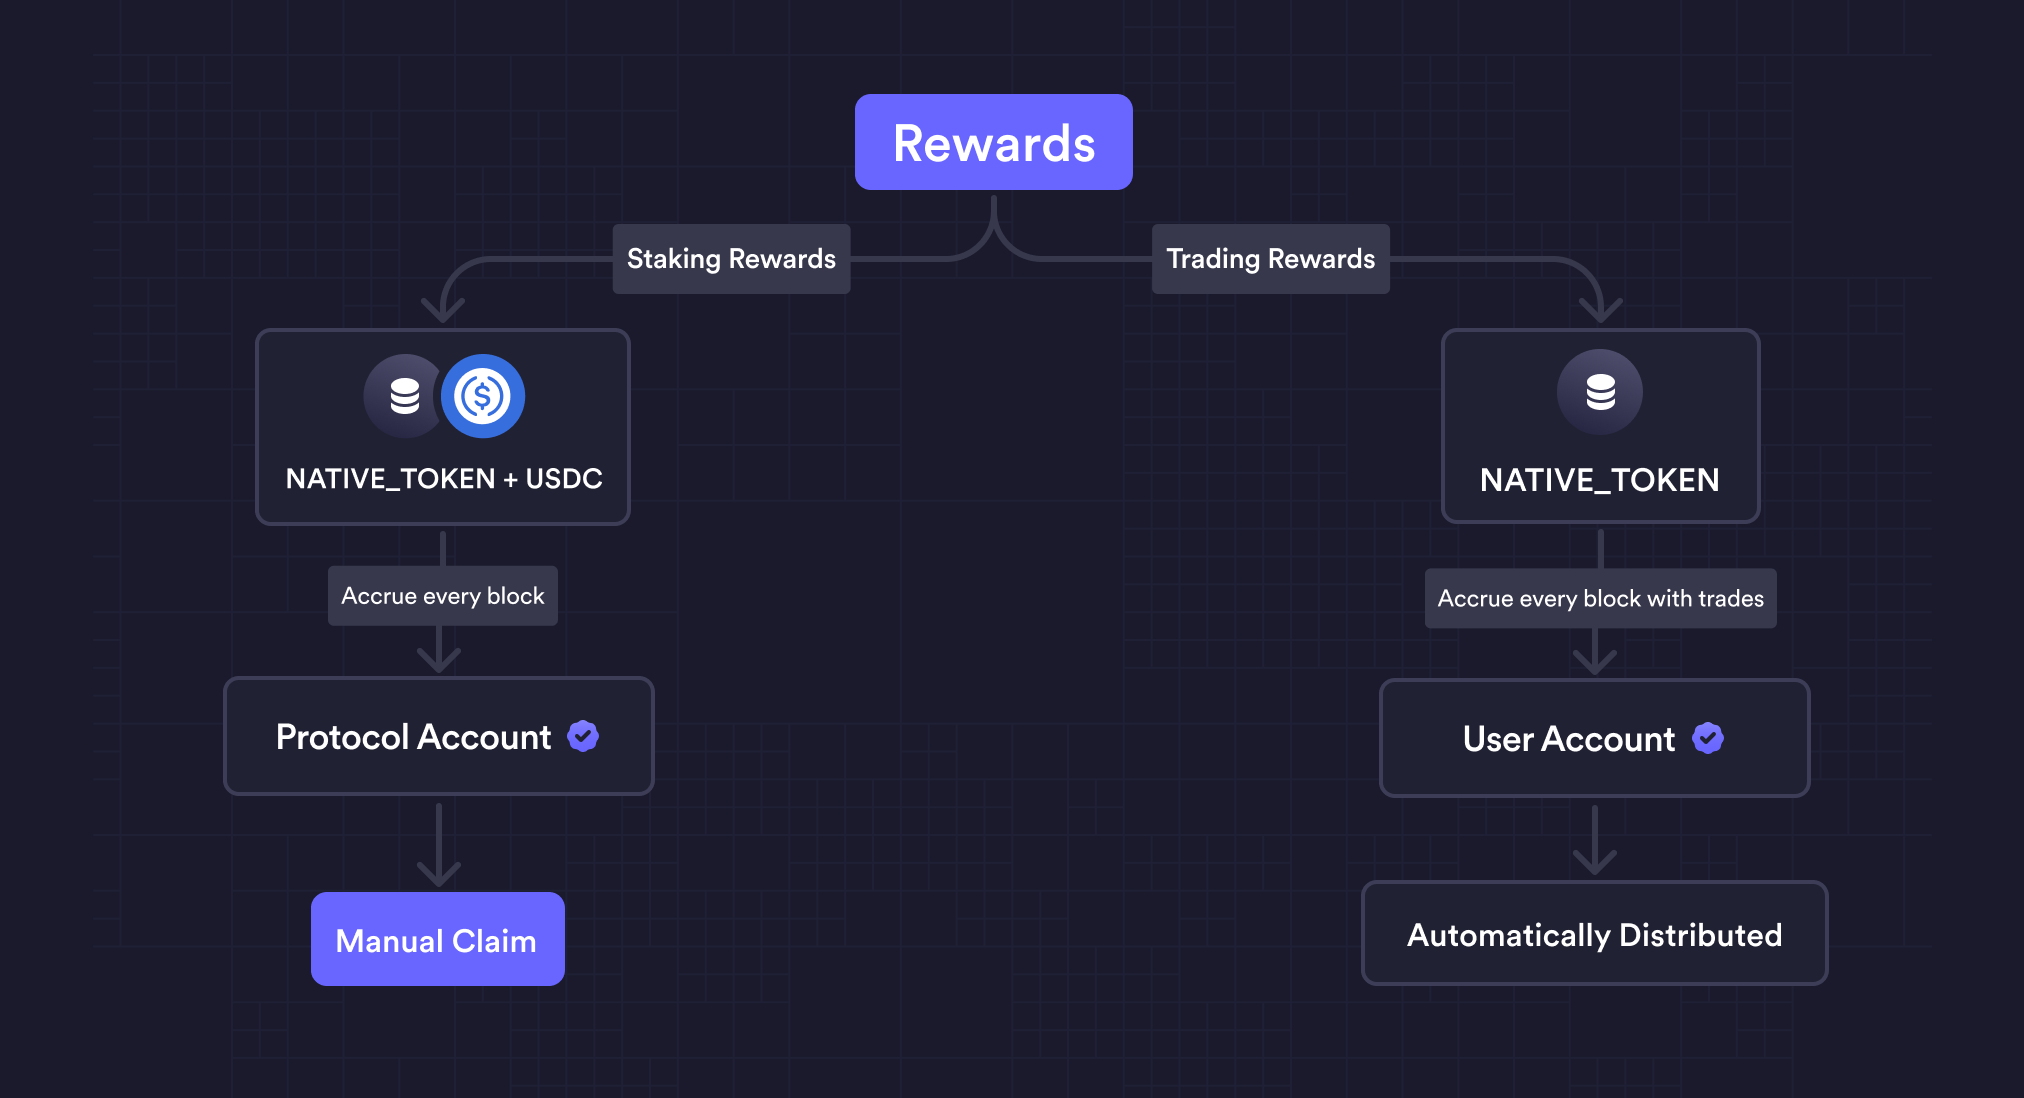 Rewards
Staking Rewards
Trading Rewards
$
NATIVE_TOKEN + USDC
NATIVE_TOKEN
Accrue every block
Accrue every block with trades
Protocol Account
User Account
Manual Claim
Automatically Distributed